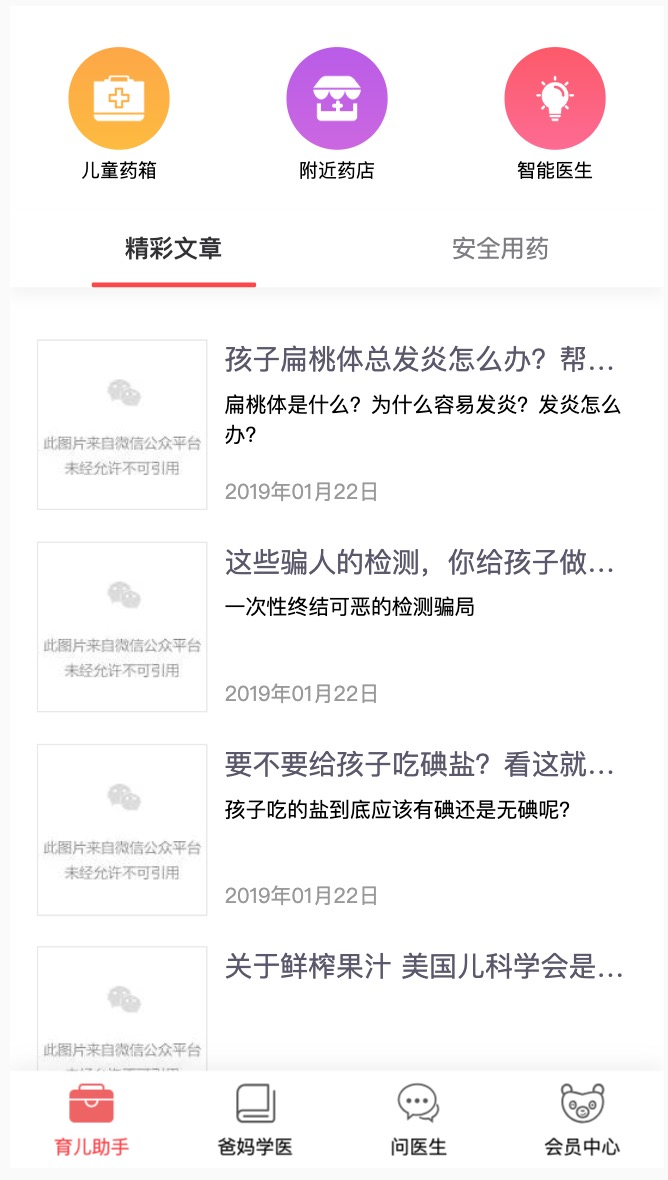 儿童药箱
附近药店
智能医生
精彩文章
安全用药
此图片来自微信公众平台
未经允许不可引用
孩子扁桃体总发炎怎么办？帮...
扁桃体是什么？为什么容易发炎？发炎怎么
办？
2019年01月22日
此图片来自微信公众平台
未经允许不可引用
这些骗人的检测，你给孩子做...
一次性终结可恶的检测骗局
2019年01月22日
此图片来自微信公众平台
未经允许不可引用
要不要给孩子吃碘盐？看这就...
孩子吃的盐到底应该有碘还是无碘呢？
2019年01月22日
此图片来自微信公众平台
关于鲜榨果汁 美国儿科学会是...
育儿助手
爸妈学医
问医生
会员中心